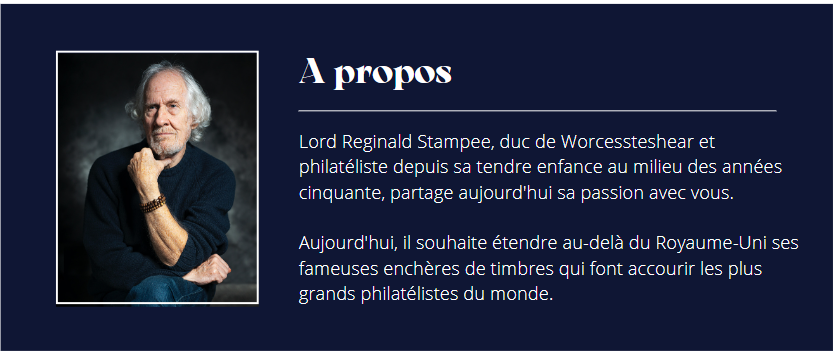 A propos
Lord Reginald Stampee, duc de Worcessteshear et
philatéliste depuis sa tendre enfance au milieu des années
cinquante, partage aujourd'hui sa passion avec vous.
Aujourd'hui, il souhaite étendre au-delà du Royaume-Uni ses
fameuses enchères de timbres qui font accourir les plus
grands philatélistes du monde.